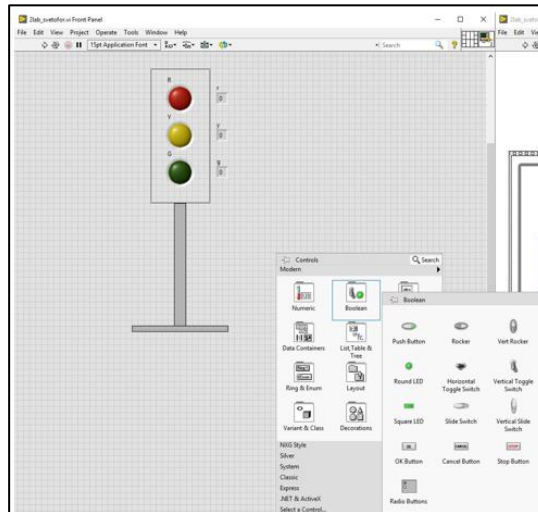 2lab_svetofor.vi Front Panel
File Edit View Project Operate Tools Window Help
15pt Application Font
Search
R
r
0
Y
y
0
G
g
0
Controls
Search
Modern
Numeric
Boolean
Data Containers
List, Table & Tree
Ring & Enum
Layout
Variant & Class
Decorations
NXG Style
Silver
System
Classic
Express
.NET & ActiveX
Select a Control...
Boolean
Push Button
Rocker
Vert Rocker
Round LED
Horizontal Toggle Switch
Vertical Toggle Switch
Square LED
Slide Switch
Vertical Slide Switch
OK Button
Cancel Button
Stop Button
Radio Buttons
2lab_svetofor
File Edit